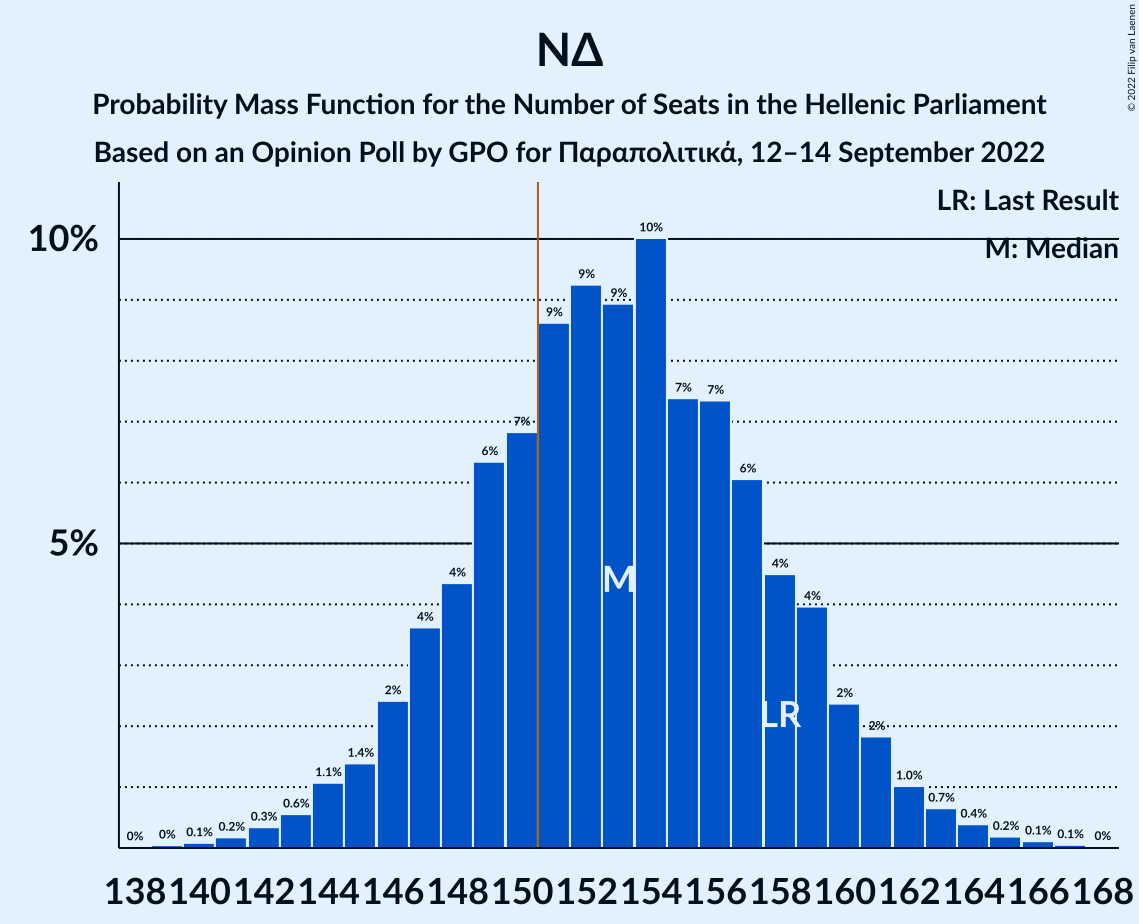 ΝΔ
Probability Mass Function for the Number of Seats in the Hellenic Parliament
Based on an Opinion Poll by GPO for Παραπολιτικά, 12–14 September 2022
© 2022 Filip van Laenen
LR: Last Result
M: Median
10%
5%
0% 0% 0.1% 0.2% 0.3% 0.6% 1.1% 1.4% 2% 4% 4% 6% 7% 9% 9% 9% 10% 7% 7% 6% 4% 4% 2% 2% 1.0% 0.7% 0.4% 0.2% 0.1% 0.1% 0%
M
LR
138 140 142 144 146 148 150 152 154 156 158 160 162 164 166 168